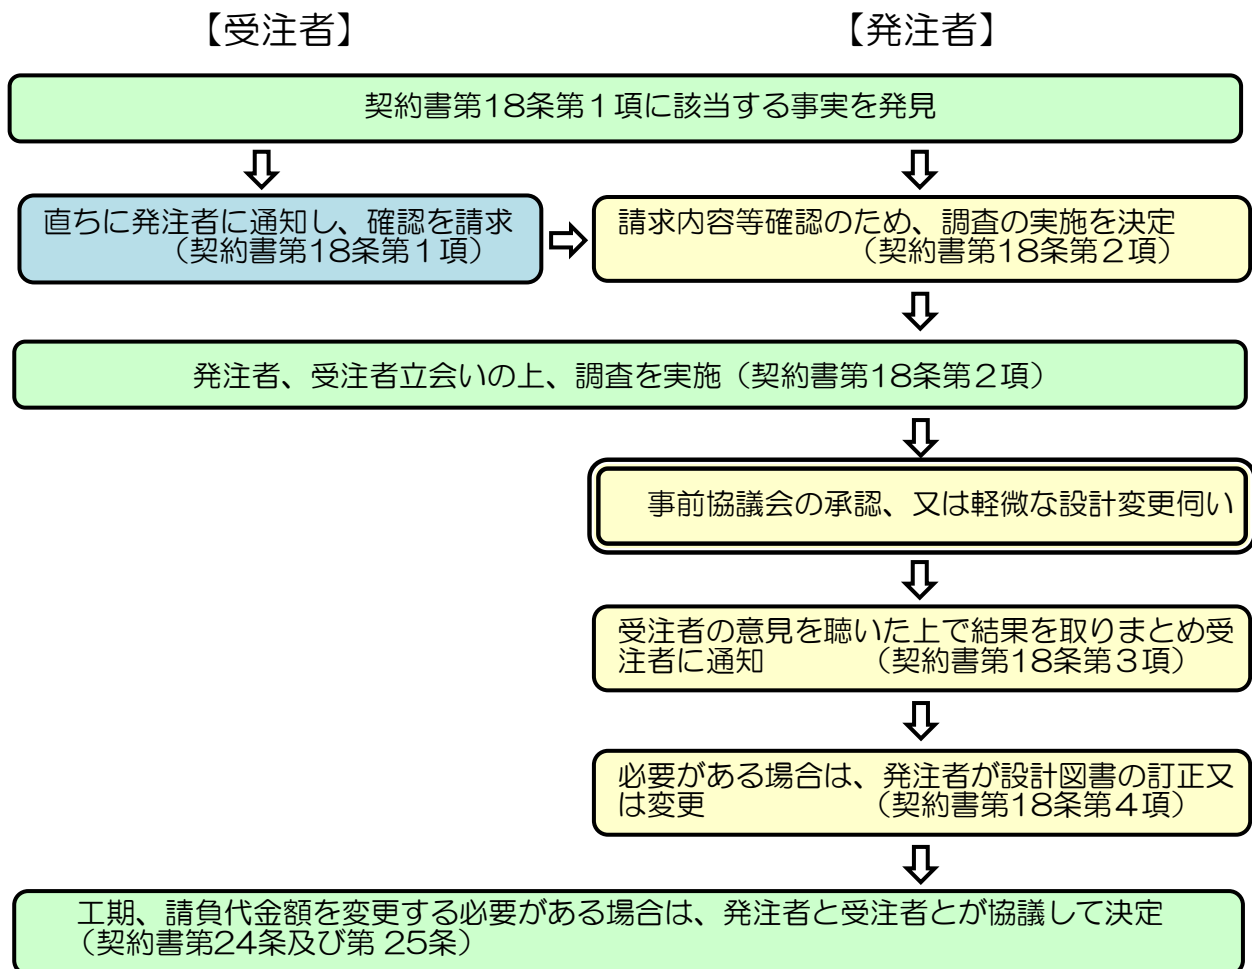 【受注者】
【発注者】
契約書第18条第１項に該当する事実を発見
直ちに発注者に通知し、確認を請求
（契約書第18条第１項）
請求内容等確認のため、調査の実施を決定
（契約書第18条第２項）
発注者、受注者立会いの上、調査を実施（契約書第18条第２項）
事前協議会の承認、又は軽微な設計変更伺い
受注者の意見を聴いた上で結果を取りまとめ受
注者に通知　　　　（契約書第18条第３項）
必要がある場合は、発注者が設計図書の訂正又
は変更　　　　　　（契約書第18条第４項）
工期、請負代金額を変更する必要がある場合は、発注者と受注者とが協議して決定
（契約書第24条及び第 25条）